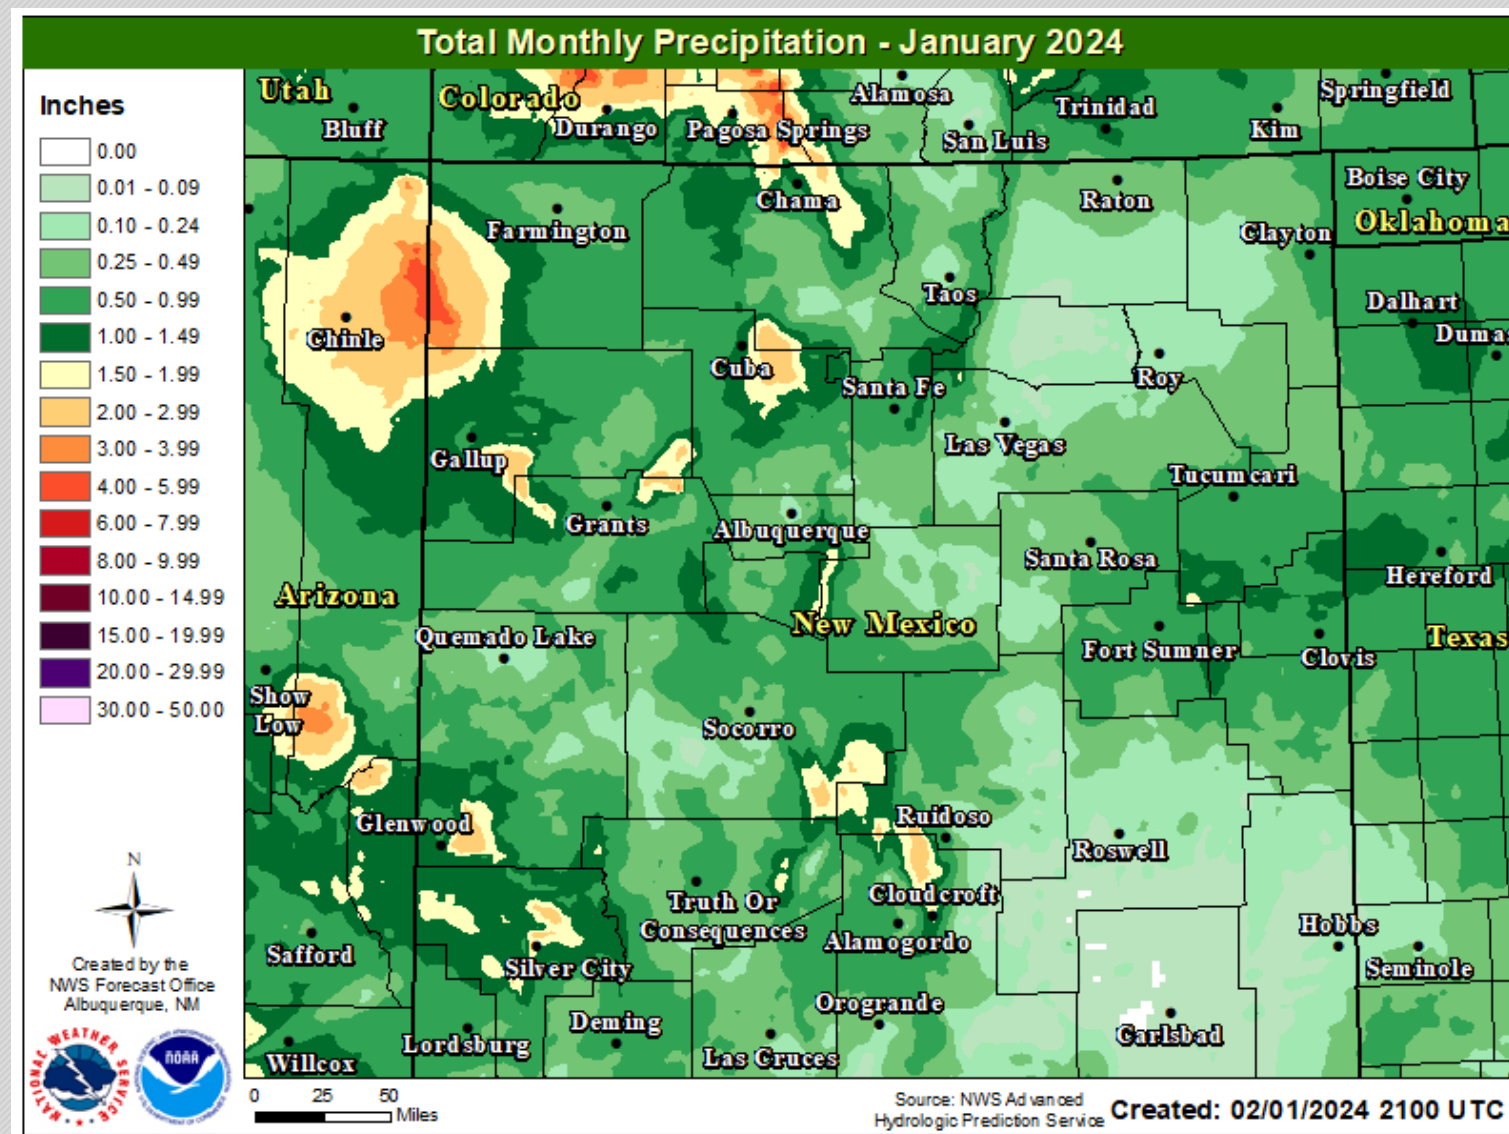 Total Monthly Precipitation - January 2024
Inches
0.00
0.01 - 0.09
0.10 - 0.24
0.25 - 0.49
0.50 - 0.99
1.00 - 1.49
1.50 - 1.99
2.00 - 2.99
3.00 - 3.99
4.00 - 5.99
6.00 - 7.99
8.00 - 9.99
10.00 - 14.99
15.00 - 19.99
20.00 - 29.99
30.00 - 50.00
Utah
Bluff
Colorado
Durango
Pagosa Springs
Alamosa
San Luis
Trinidad
Kim
Springfield
Boise City
Oklahoma
Chama
Raton
Clayton
Farmington
Taos
Dalhart
Dumas
Chinle
Cuba
Santa Fe
Roy
Gallup
Las Vegas
Tucumcari
Grants
Albuquerque
Santa Rosa
Hereford
Arizona
New Mexico
Texas
Quemado Lake
Fort Sumner
Clovis
Show
Low
Socorro
Glenwood
Ruidoso
Roswell
Truth Or
Consequences
Cloudcroft
Alamogordo
Hobbs
Seminole
Safford
Silver City
Orogrande
Deming
Carlsbad
Lordsburg
Las Cruces
Willcox
N
Created by the
NWS Forecast Office
Albuquerque, NM
NATIONAL WEATHER SERVICE
NOAA
0 25 50
Miles
Source: NWS Advanced
Hydrologic Prediction Service
Created: 02/01/2024 2100 UTC